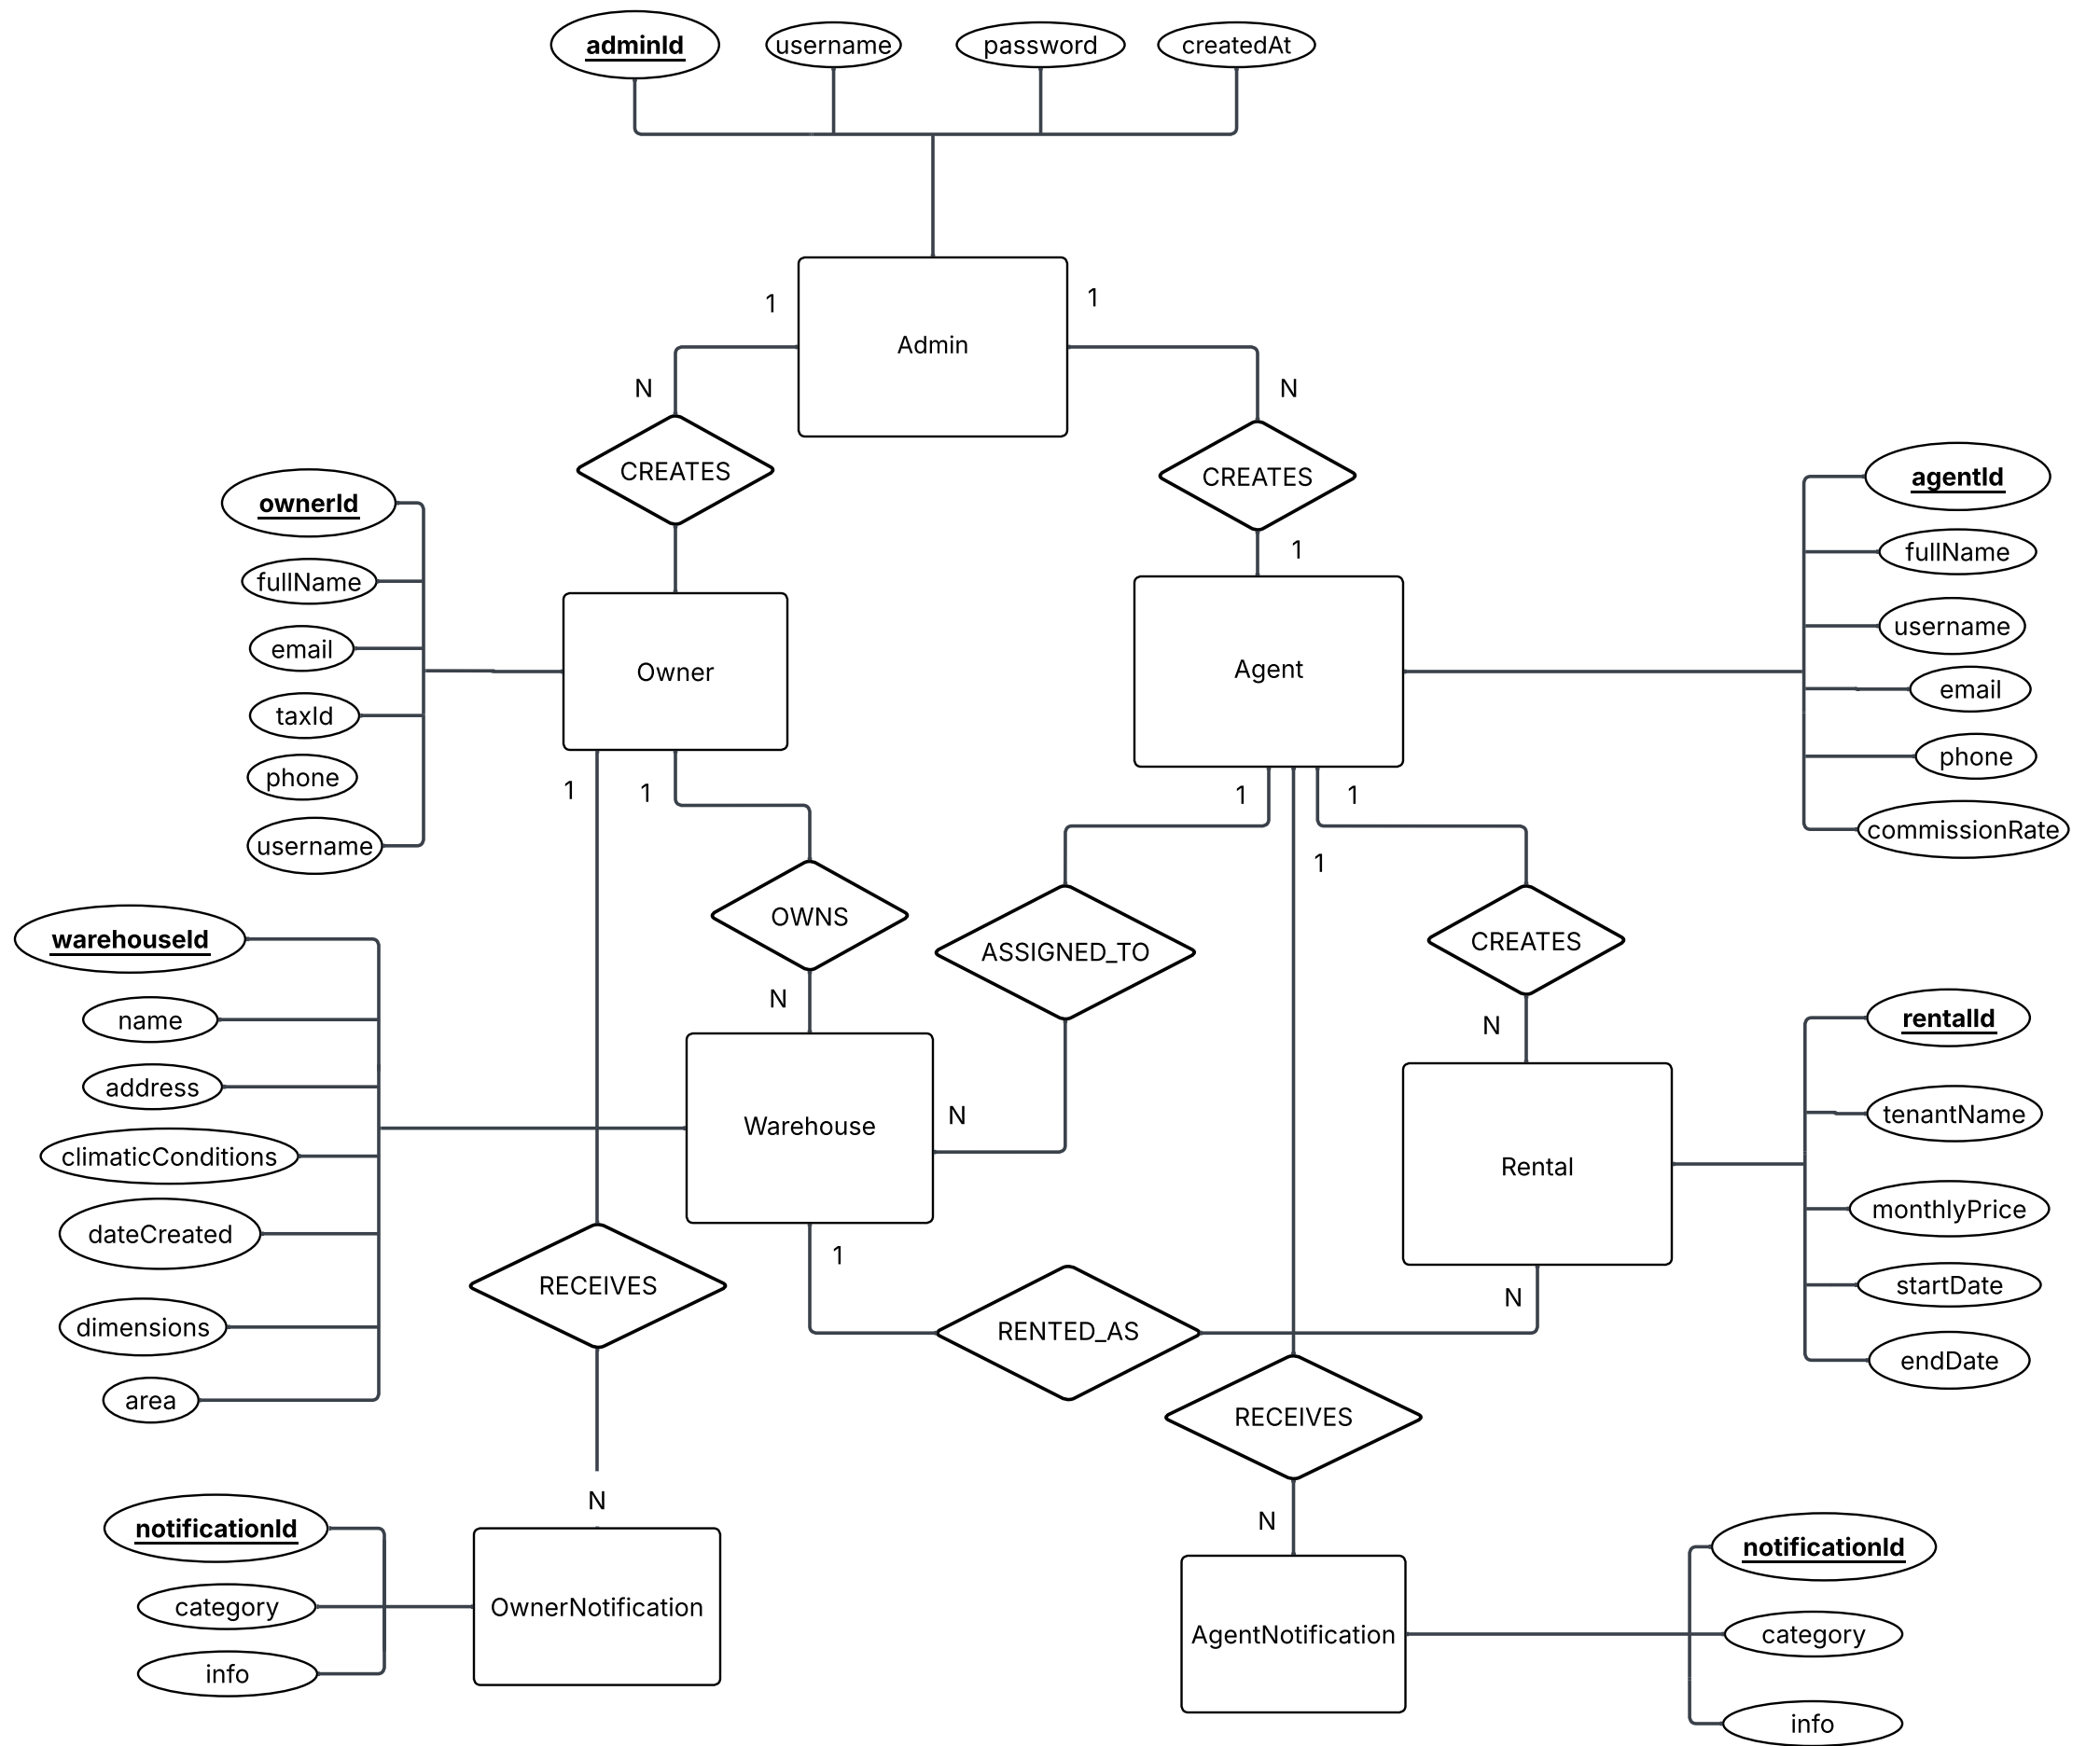 adminId
username
password
createdAt
1
1
Admin
N
N
CREATES
CREATES
ownerId
fullName
email
taxId
phone
username
agentId
fullName
username
email
phone
commissionRate
1
Owner
Agent
1
1
1
1
1
OWNS
ASSIGNED_TO
CREATES
warehouseId
name
address
climaticConditions
dateCreated
dimensions
area
N
N
N
Warehouse
Rental
rentalId
tenantName
monthlyPrice
startDate
endDate
1
N
RECEIVES
RENTED_AS
RECEIVES
N
N
notificationId
category
info
OwnerNotification
AgentNotification
notificationId
category
info